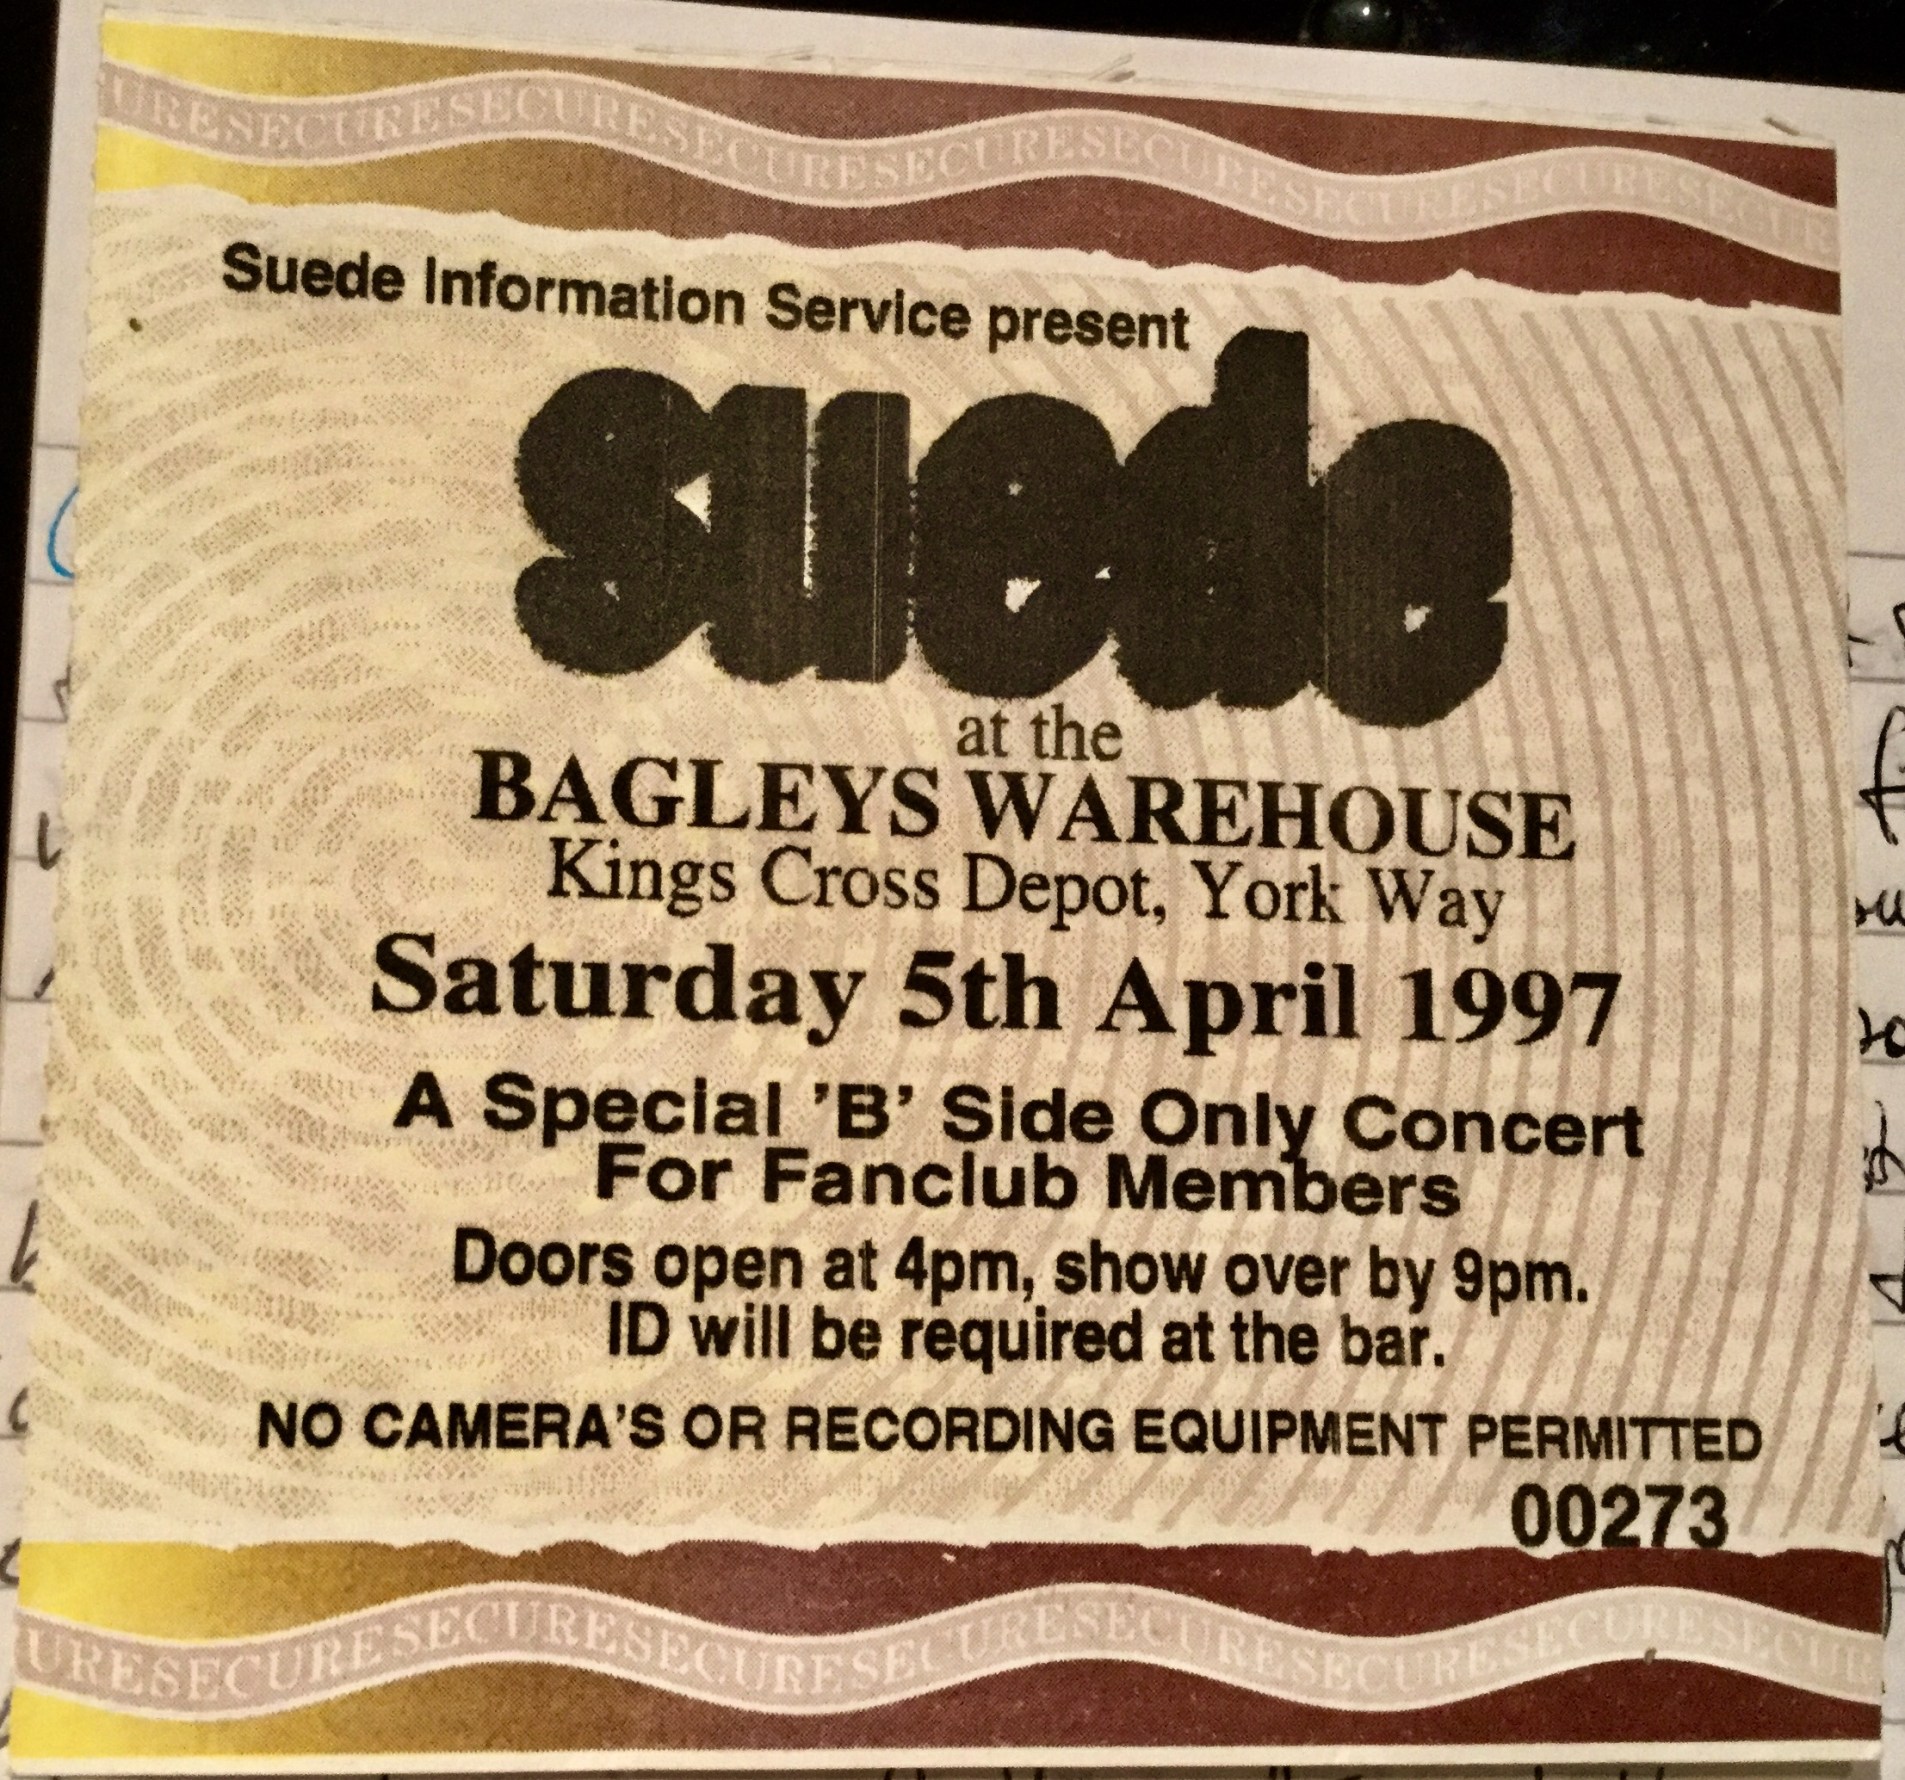 URESECURESECURESECURESECURESECURESECURESECURESECUR
Suede Information Service present
suede
at the
BAGLEYS WAREHOUSE
Kings Cross Depot, York Way
Saturday 5th April 1997
A Special 'B' Side Only Concert
For Fanclub Members
Doors open at 4pm, show over by 9pm.
ID will be required at the bar.
NO CAMERA'S OR RECORDING EQUIPMENT PERMITTED
00273
URESECURESECURESECURESECURESECURESECURESECURESECUR